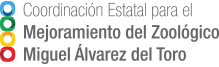 Coordinación Estatal para el
Mejoramiento del Zoológico
Miguel Álvarez del Toro